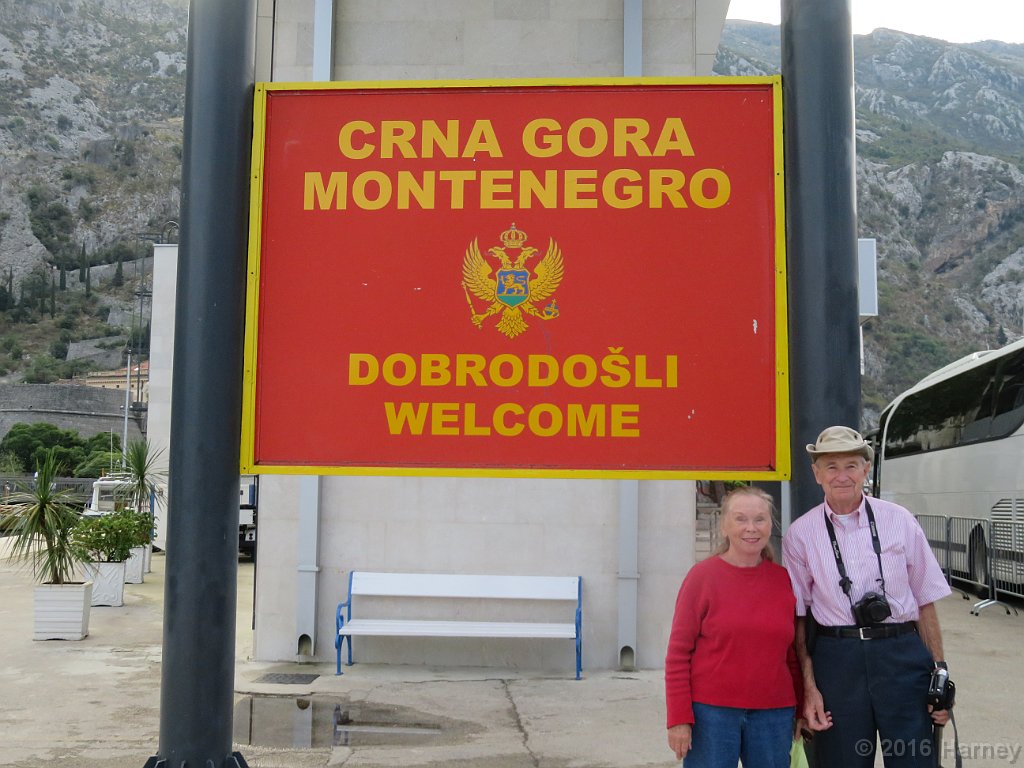 CRNA GORA
MONTENEGRO
DOBRODOŠLI
WELCOME
© 2016 Harney